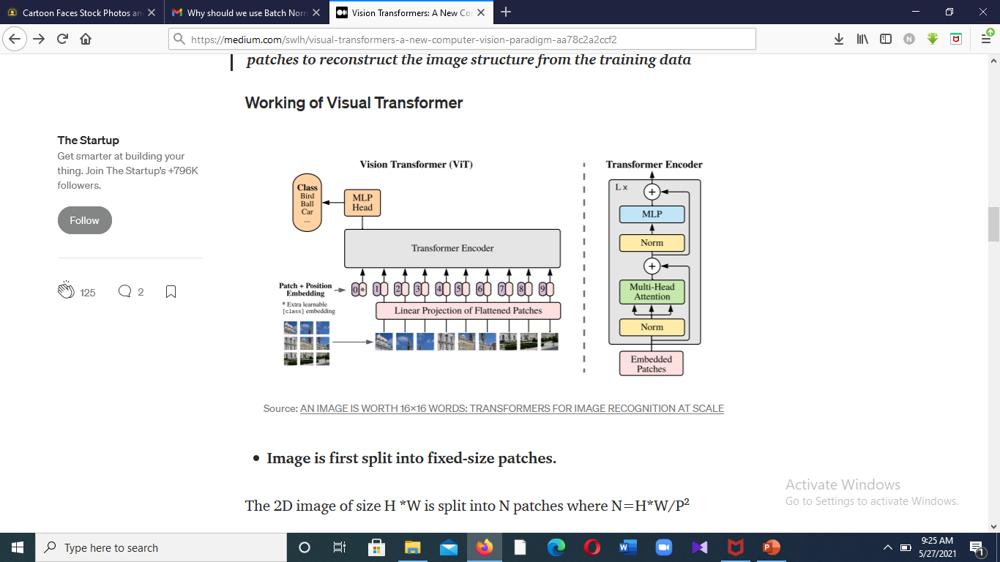 Cartoon Faces Stock Photos an
Why should we use Batch Norm
Vision Transformers: A New Co
https://medium.com/swlh/visual-transformers-a-new-computer-vision-paradigm-aa78c2a2ccf2
patches to reconstruct the image structure from the training data
Working of Visual Transformer
The Startup
Get smarter at building your
thing. Join The Startup's +796K
followers.
Follow
125
2
Vision Transformer (ViT)
Class
Bird
Ball
Car
...
MLP
Head
Transformer Encoder
Patch + Position
Embedding
* Extra learnable
[class] embedding
0 * 1 2 3 4 5 6 7 8 9
Linear Projection of Flattened Patches
Transformer Encoder
L x
+
MLP
Norm
+
Multi-Head
Attention
Norm
Embedded
Patches
Source: AN IMAGE IS WORTH 16×16 WORDS: TRANSFORMERS FOR IMAGE RECOGNITION AT SCALE
• Image is first split into fixed-size patches.
The 2D image of size H *W is split into N patches where N=H*W/P²
Activate Windows
Go to Settings to activate Windows.
Type here to search
9:25 AM
5/27/2021
1